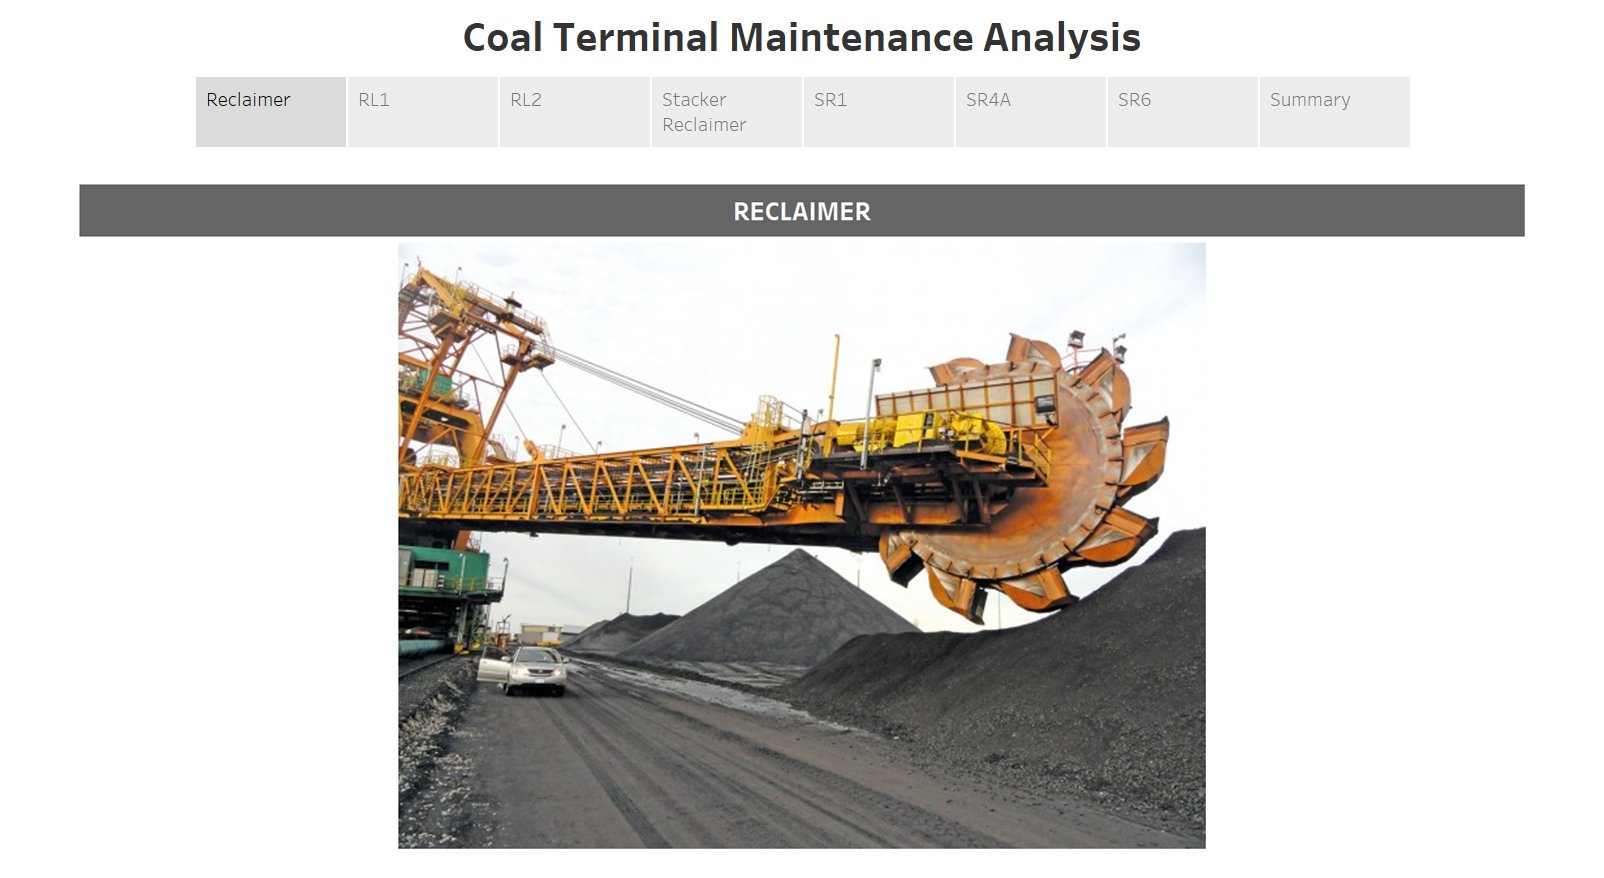 Coal Terminal Maintenance Analysis
Reclaimer
RL1
RL2
Stacker
Reclaimer
SR1
SR4A
SR6
Summary
RECLAIMER